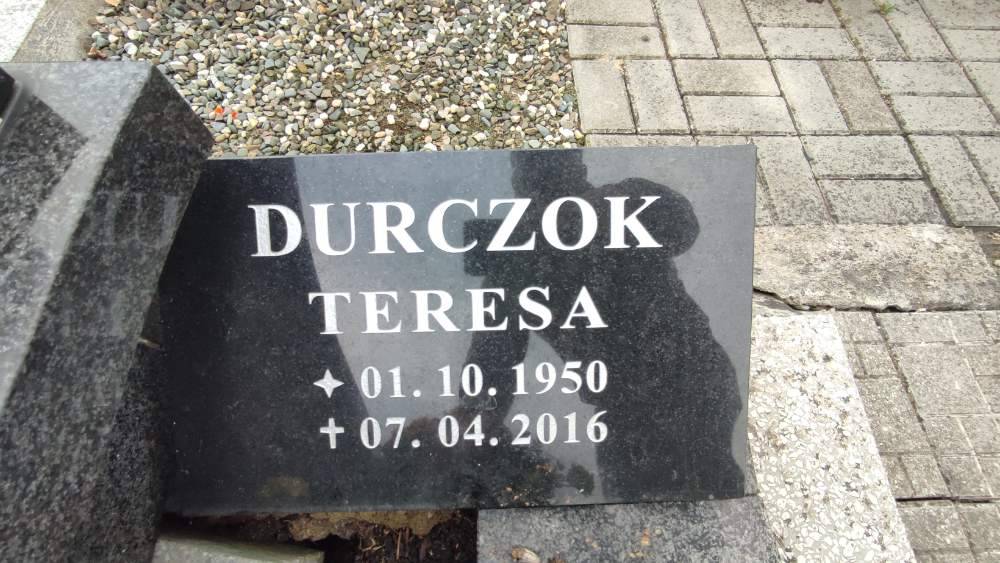 DURCZOK
TERESA
✦ 01. 10. 1950
✝ 07. 04. 2016